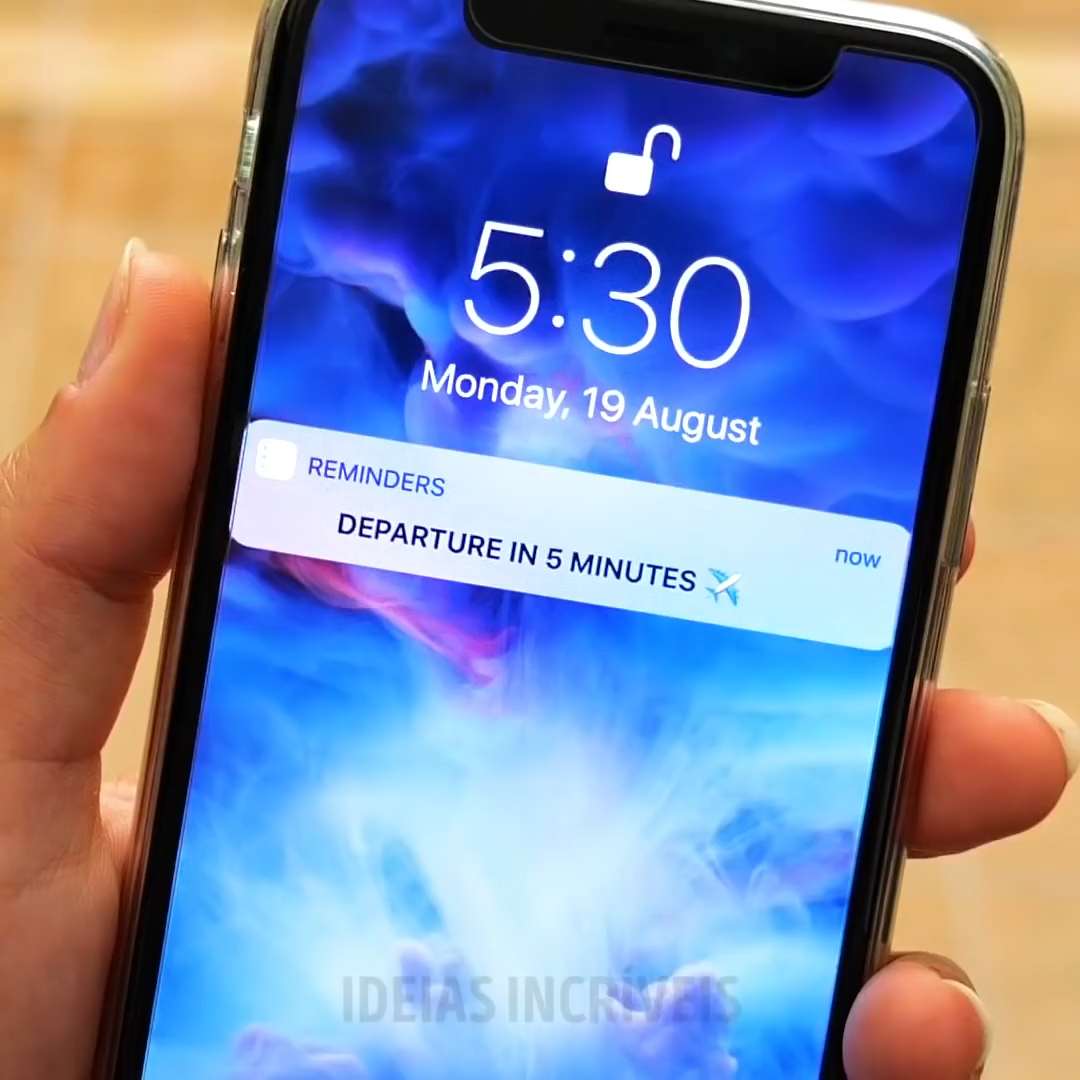 5:30
Monday, 19 August
REMINDERS
now
DEPARTURE IN 5 MINUTES ✈️
IDEIAS INCRÍVEIS